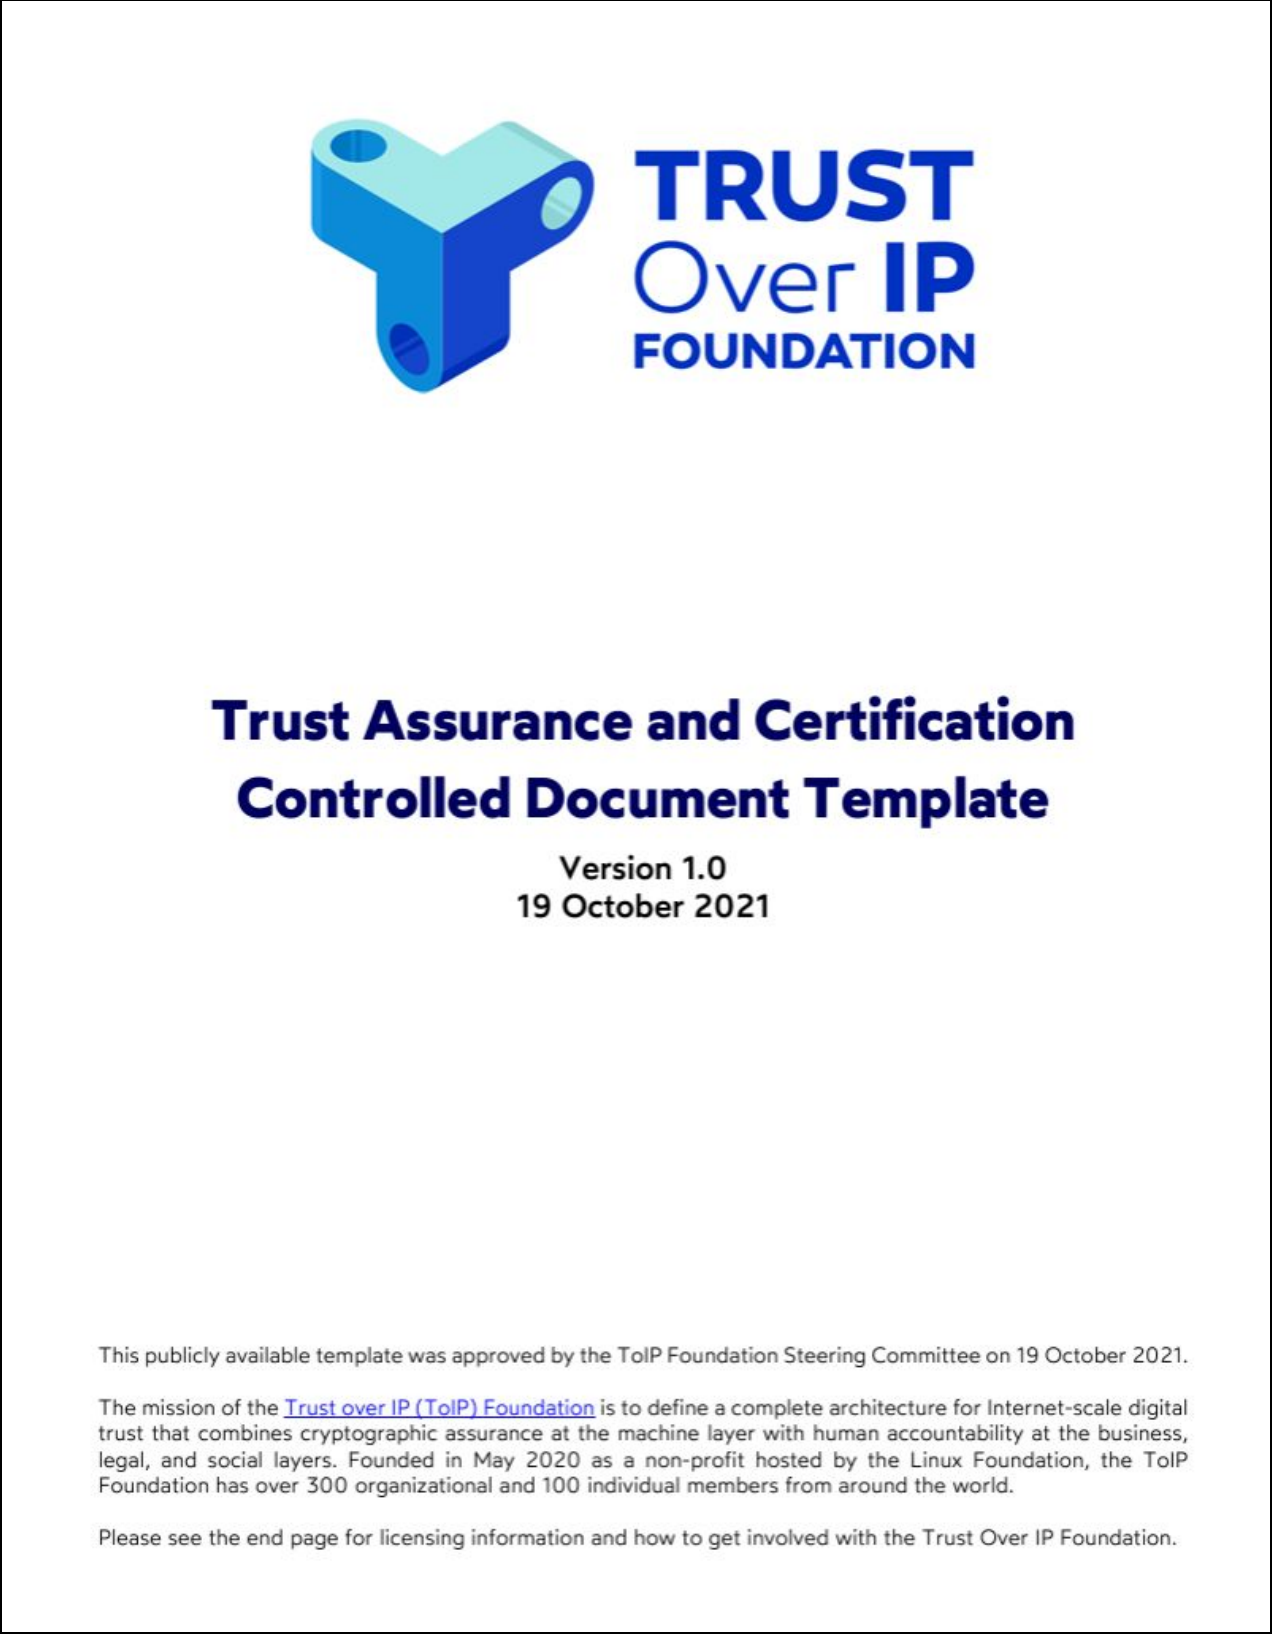 TRUST
Over IP
FOUNDATION
Trust Assurance and Certification
Controlled Document Template
Version 1.0
19 October 2021
This publicly available template was approved by the ToIP Foundation Steering Committee on 19 October 2021.
The mission of the Trust over IP (ToIP) Foundation is to define a complete architecture for Internet-scale digital
trust that combines cryptographic assurance at the machine layer with human accountability at the business,
legal, and social layers. Founded in May 2020 as a non-profit hosted by the Linux Foundation, the ToIP
Foundation has over 300 organizational and 100 individual members from around the world.
Please see the end page for licensing information and how to get involved with the Trust Over IP Foundation.